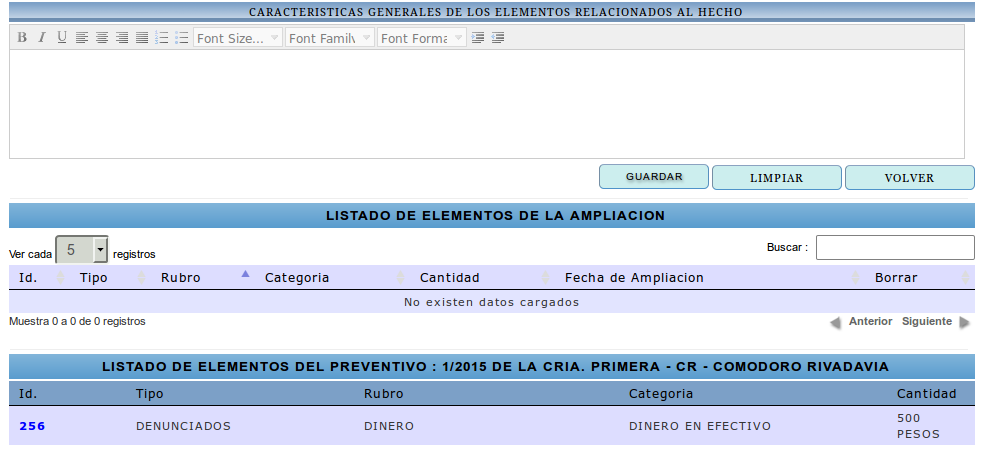 CARACTERISTICAS GENERALES DE LOS ELEMENTOS RELACIONADOS AL HECHO
B I U Font Size... Font Family Font Forma
GUARDAR LIMPIAR VOLVER
LISTADO DE ELEMENTOS DE LA AMPLIACION
Ver cada 5 registros Buscar :
Id. Tipo Rubro Categoria Cantidad Fecha de Ampliacion Borrar
No existen datos cargados
Muestra 0 a 0 de 0 registros Anterior Siguiente
LISTADO DE ELEMENTOS DEL PREVENTIVO : 1/2015 DE LA CRIA. PRIMERA - CR - COMODORO RIVADAVIA
Id. Tipo Rubro Categoria Cantidad
256 DENUNCIADOS DINERO DINERO EN EFECTIVO 500
PESOS